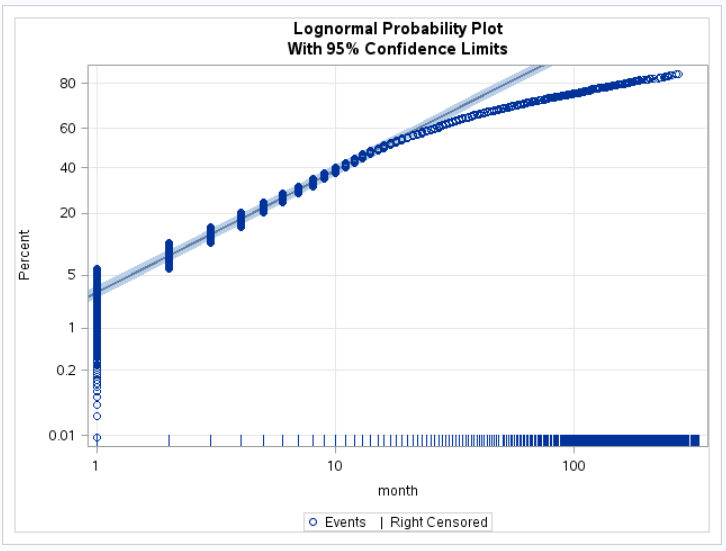 Lognormal Probability Plot
With 95% Confidence Limits
80
60
40
20
5
1
0.2
0.01
Percent
1 10 100
month
Events | Right Censored